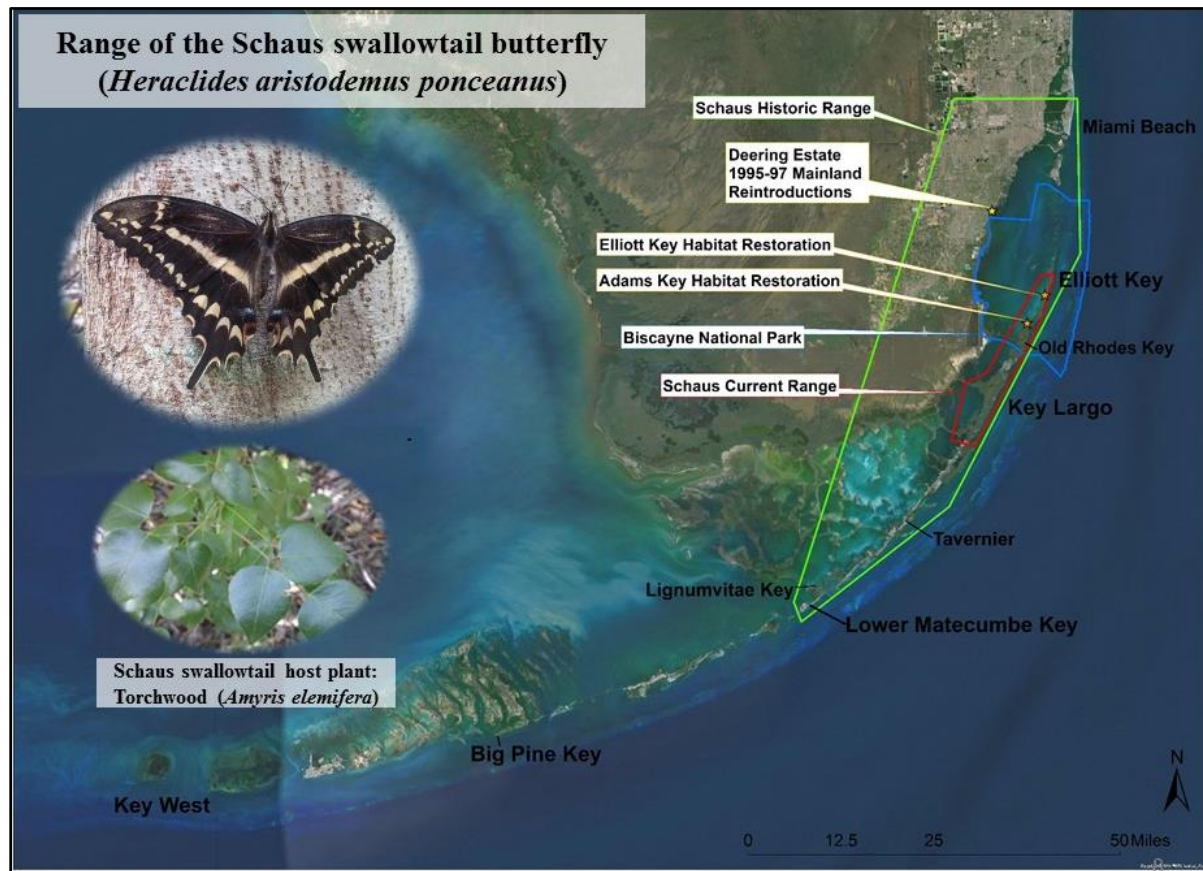 Range of the Schaus swallowtail butterfly
(Heraclides aristodemus ponceanus)
Schaus Historic Range
Miami Beach
Deering Estate
1995-97 Mainland
Reintroductions
Elliott Key Habitat Restoration
Elliott Key
Adams Key Habitat Restoration
Biscayne National Park
Old Rhodes Key
Schaus Current Range
Key Largo
Tavernier
Lignumvitae Key
Lower Matecumbe Key
Schaus swallowtail host plant:
Torchwood (Amyris elemifera)
Big Pine Key
Key West
N
0 12.5 25 50 Miles